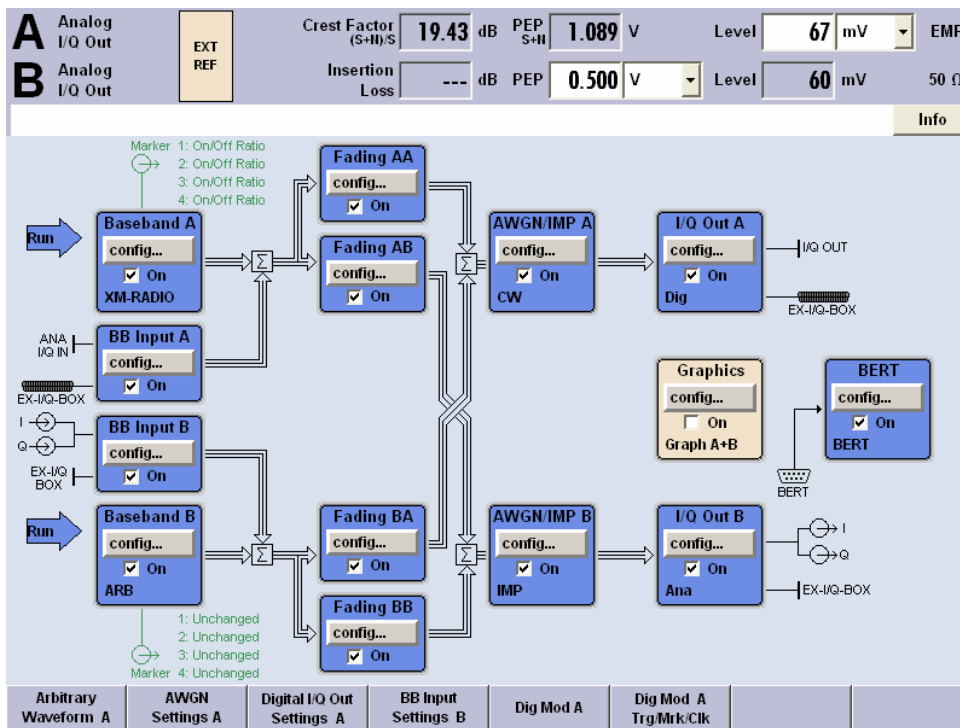 A Analog I/Q Out
B Analog I/Q Out
EXT REF
Crest Factor (S+N)/S 19.43 dB PEP S+N 1.089 V Level 67 mV EMF
Insertion Loss --- dB PEP 0.500 V Level 60 mV 50 Ω
Info
Marker 1: On/Off Ratio
2: On/Off Ratio
3: On/Off Ratio
4: On/Off Ratio
Run
Baseband A
config...
On
XM-RADIO
Σ
Fading AA
config...
On
Fading AB
config...
On
Σ
AWGN/IMP A
config...
On
CW
I/Q Out A
config...
On
Dig
I/Q OUT
EX-I/Q-BOX
ANA I/Q IN
EX-I/Q-BOX
BB Input A
config...
On
I
Q
EX-I/Q BOX
BB Input B
config...
On
Graphics
config...
On
Graph A+B
BERT
config...
On
BERT
BERT
Run
Baseband B
config...
On
ARB
Σ
Fading BA
config...
On
Fading BB
config...
On
Σ
AWGN/IMP B
config...
On
IMP
I/Q Out B
config...
On
Ana
I
Q
EX-I/Q-BOX
1: Unchanged
2: Unchanged
3: Unchanged
Marker 4: Unchanged
Arbitrary Waveform A
AWGN Settings A
Digital I/Q Out Settings A
BB Input Settings B
Dig Mod A
Dig Mod A Trg/Mrk/Clk